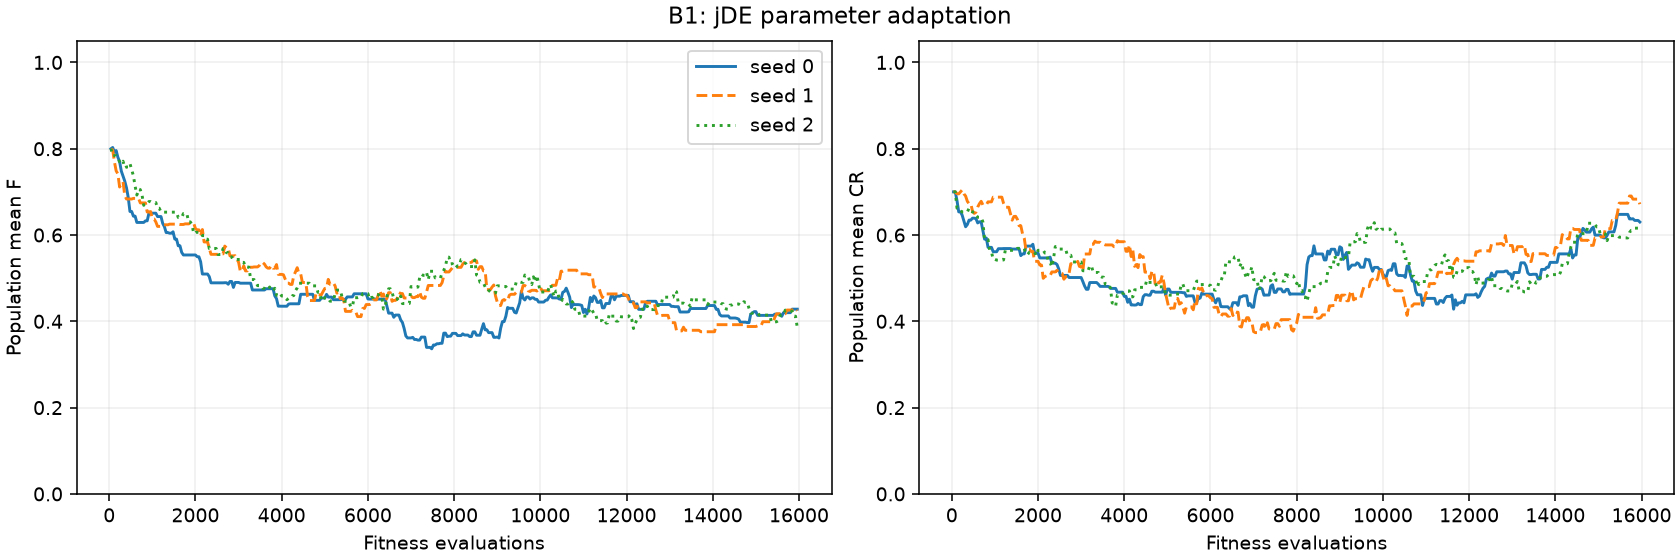 B1: jDE parameter adaptation
Population mean F
1.0
0.8
0.6
0.4
0.2
0.0
0 2000 4000 6000 8000 10000 12000 14000 16000
Fitness evaluations
seed 0
seed 1
seed 2
Population mean CR
1.0
0.8
0.6
0.4
0.2
0.0
0 2000 4000 6000 8000 10000 12000 14000 16000
Fitness evaluations